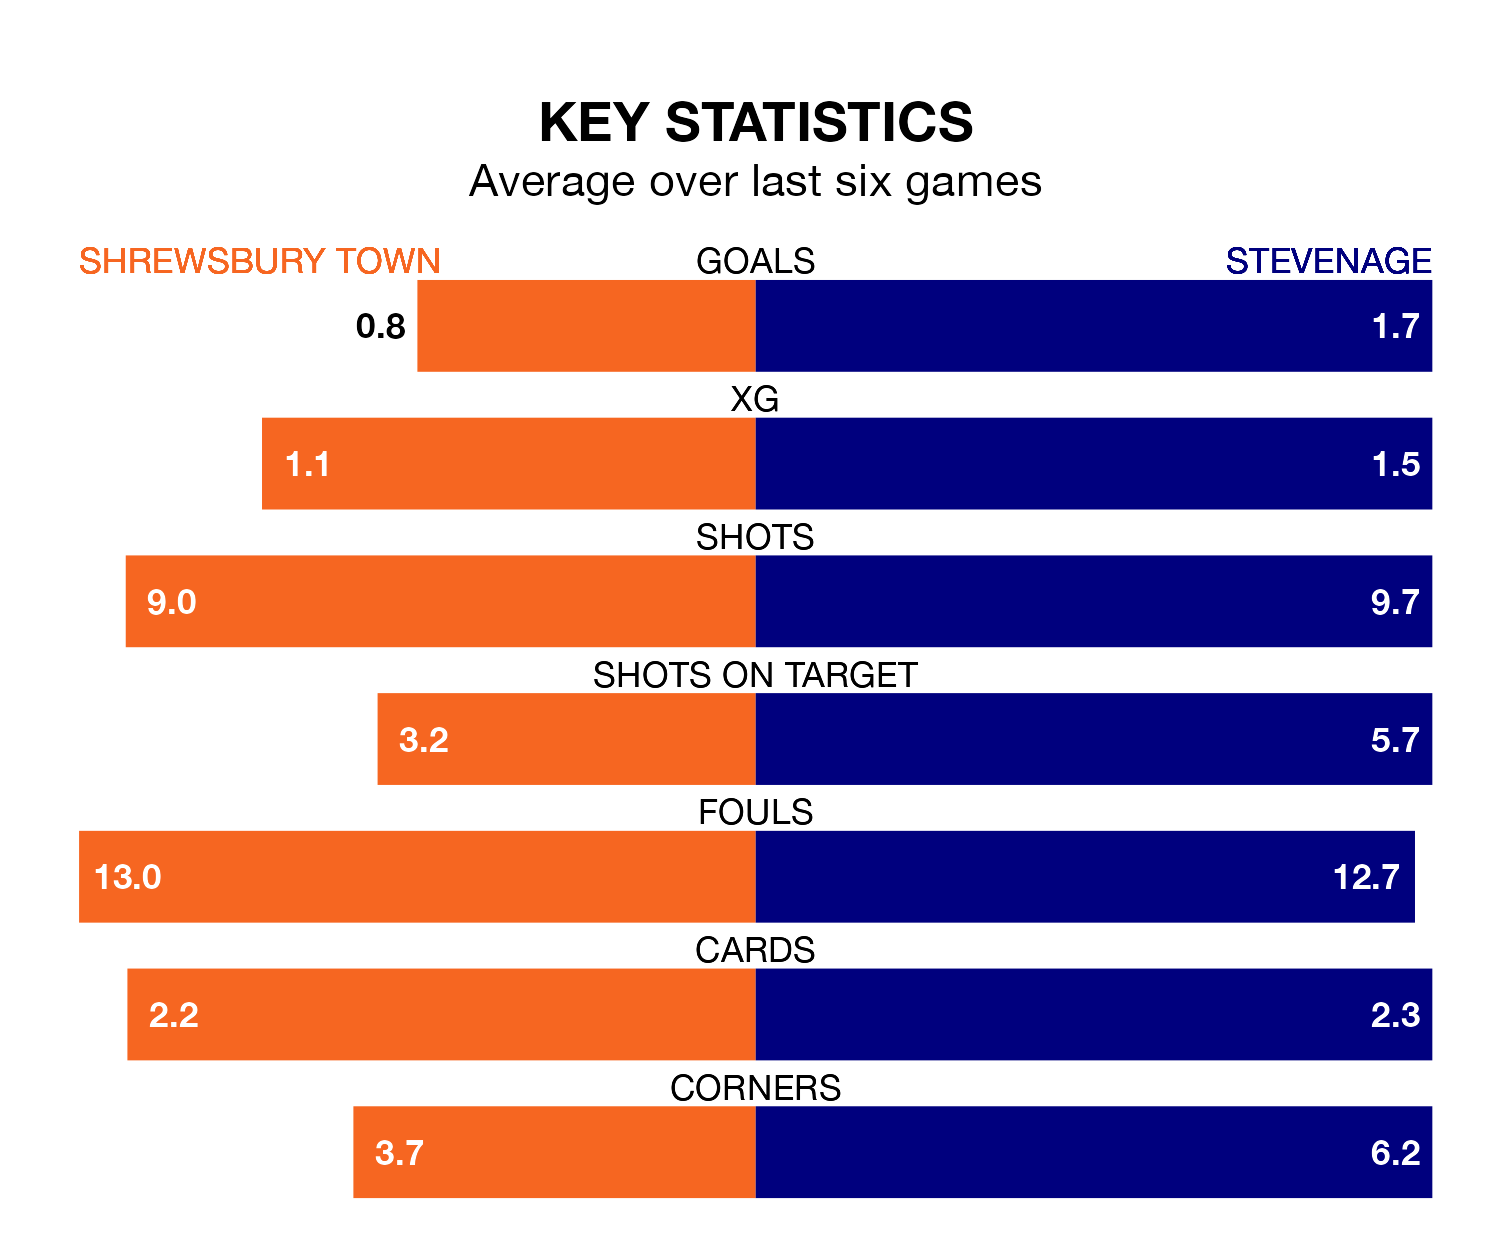 KEY STATISTICS
Average over last six games
SHREWSBURY TOWN GOALS STEVENAGE
0.8 1.7
XG
1.1 1.5
SHOTS
9.0 9.7
SHOTS ON TARGET
3.2 5.7
FOULS
13.0 12.7
CARDS
2.2 2.3
CORNERS
3.7 6.2